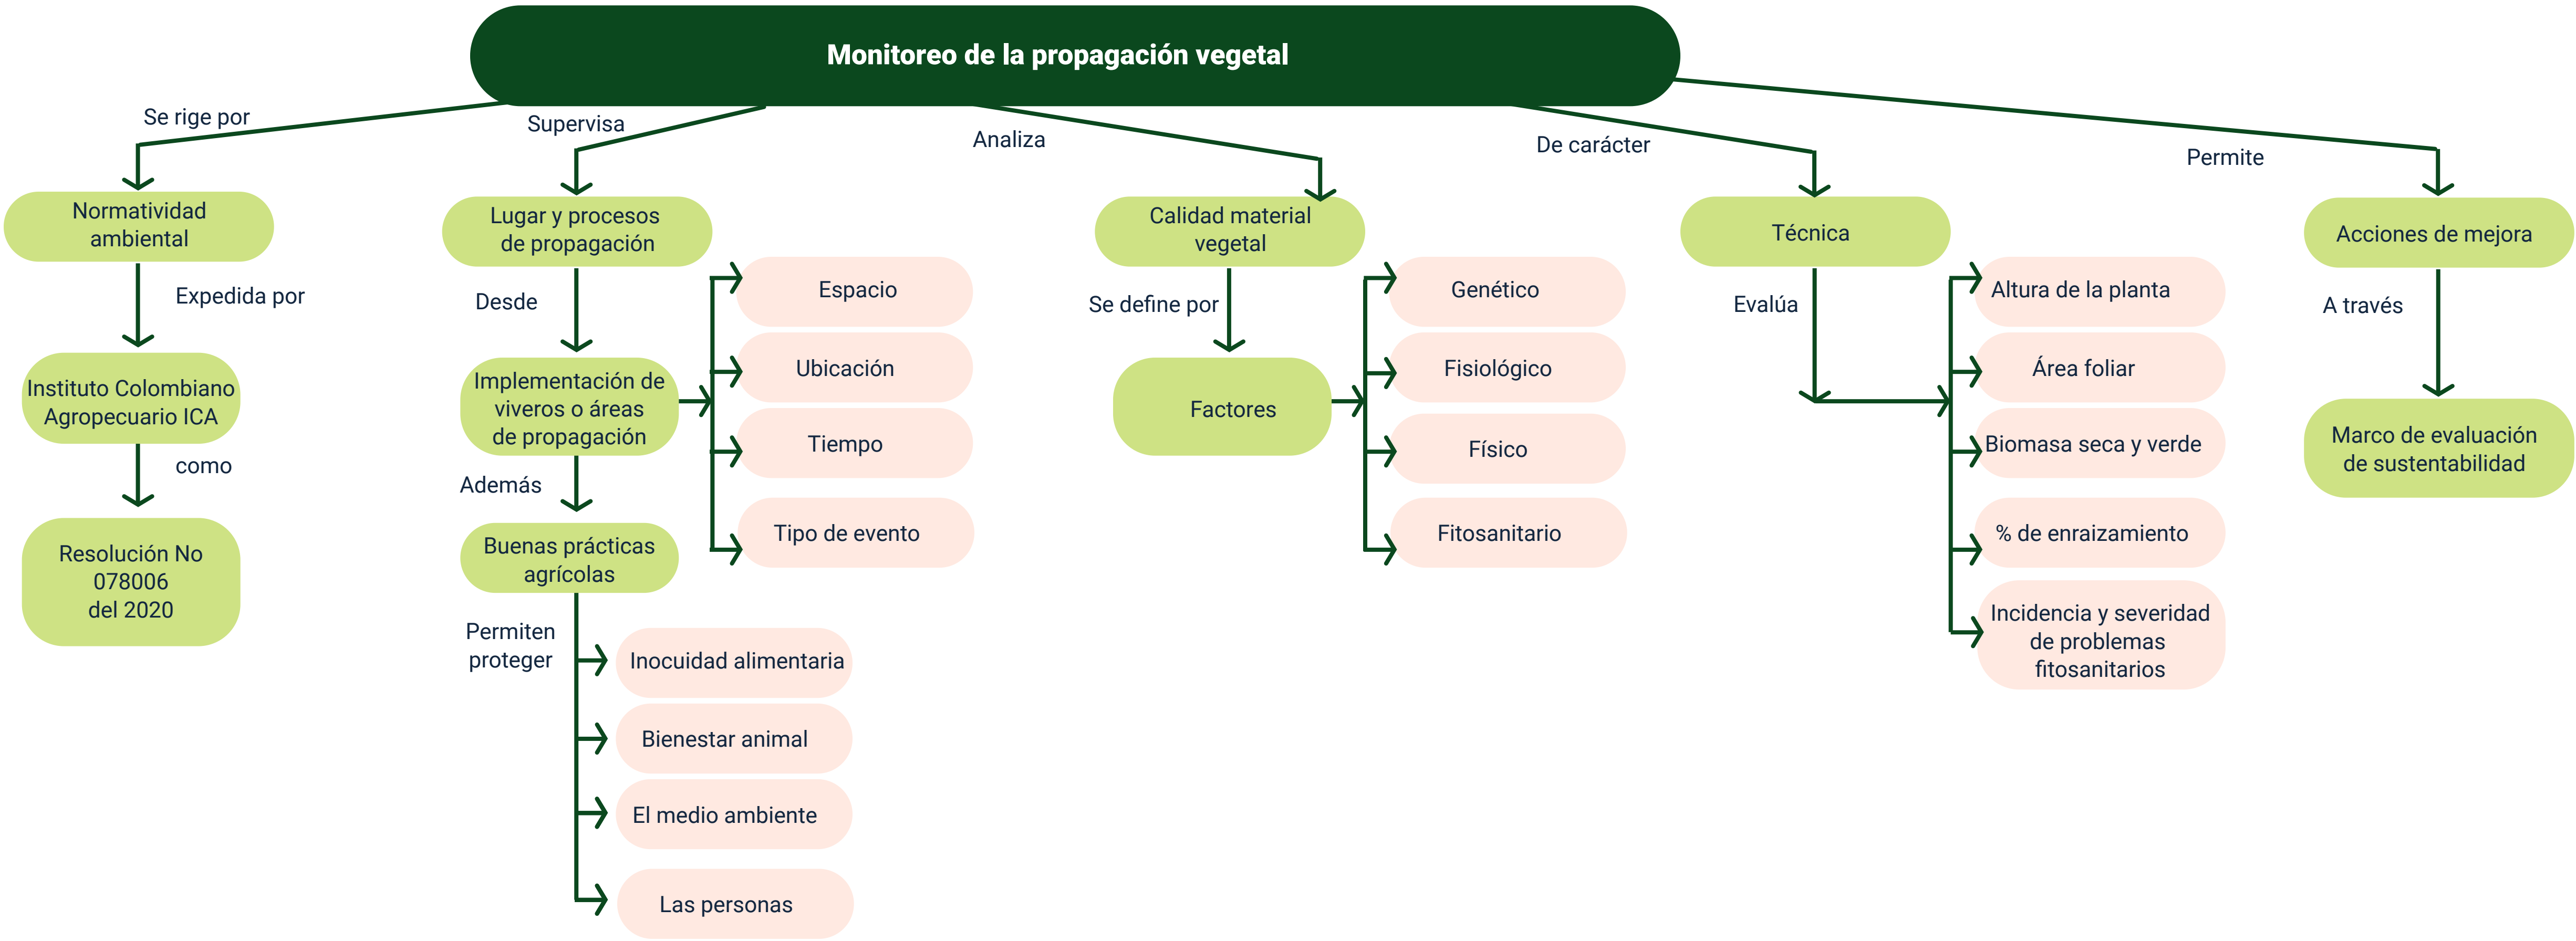 Monitoreo de la propagación vegetal
Se rige por
Normatividad
ambiental
Expedida por
Instituto Colombiano
Agropecuario ICA
como
Resolución No
078006
del 2020
Supervisa
Lugar y procesos
de propagación
Desde
Implementación de
viveros o áreas
de propagación
Espacio
Ubicación
Tiempo
Tipo de evento
Además
Buenas prácticas
agrícolas
Permiten
proteger
Inocuidad alimentaria
Bienestar animal
El medio ambiente
Las personas
Analiza
Calidad material
vegetal
Se define por
Factores
Genético
Fisiológico
Físico
Fitosanitario
De carácter
Técnica
Evalúa
Altura de la planta
Área foliar
Biomasa seca y verde
% de enraizamiento
Incidencia y severidad
de problemas
fitosanitarios
Permite
Acciones de mejora
A través
Marco de evaluación
de sustentabilidad